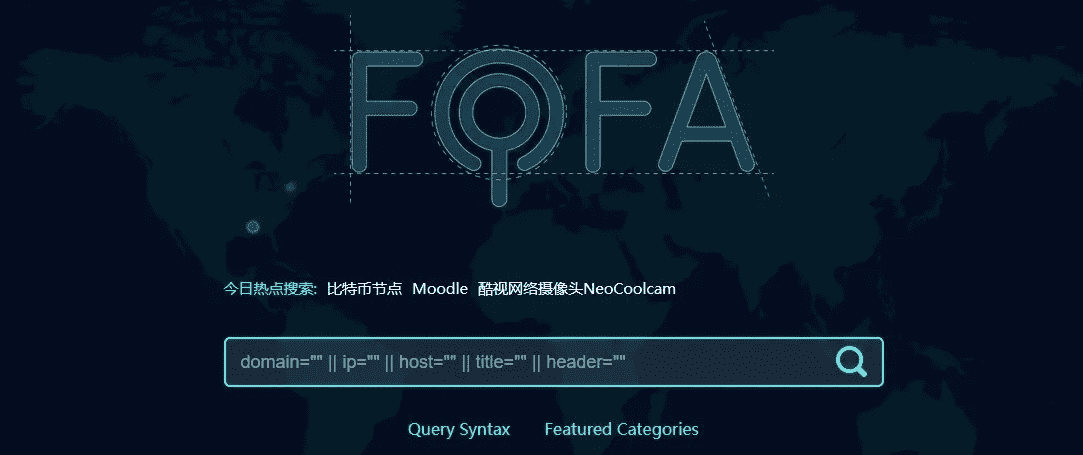 FOFA
今日热点搜索: 比特币节点 Moodle 酷视网络摄像头NeoCoolcam
domain="" || ip="" || host="" || title="" || header=""
Query Syntax Featured Categories